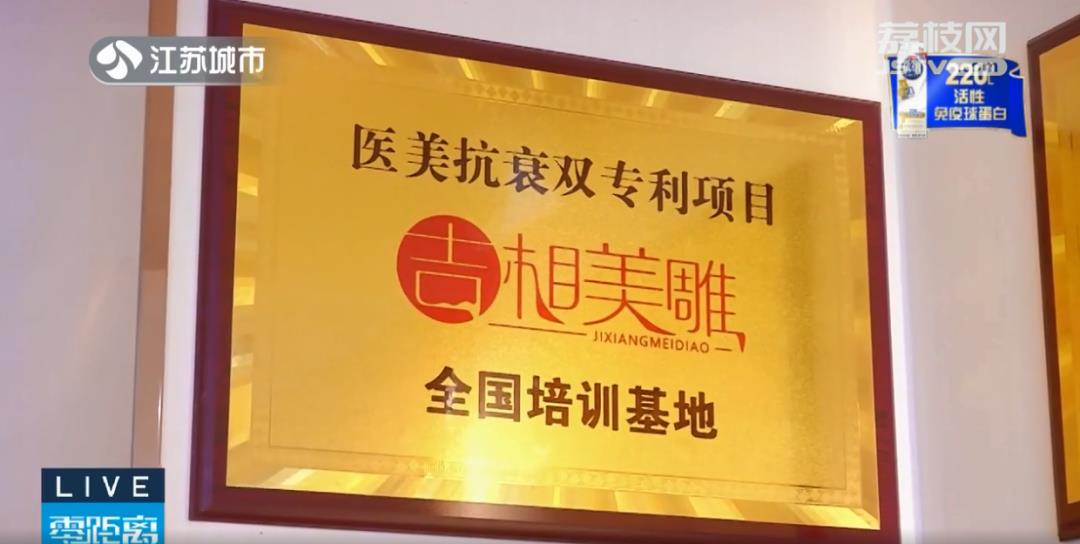 江苏城市
荔枝网
220
活性
免疫球蛋白
医美抗衰双专利项目
吉相美雕
JIXIANGMEIDIAO
全国培训基地
LIVE
零距离